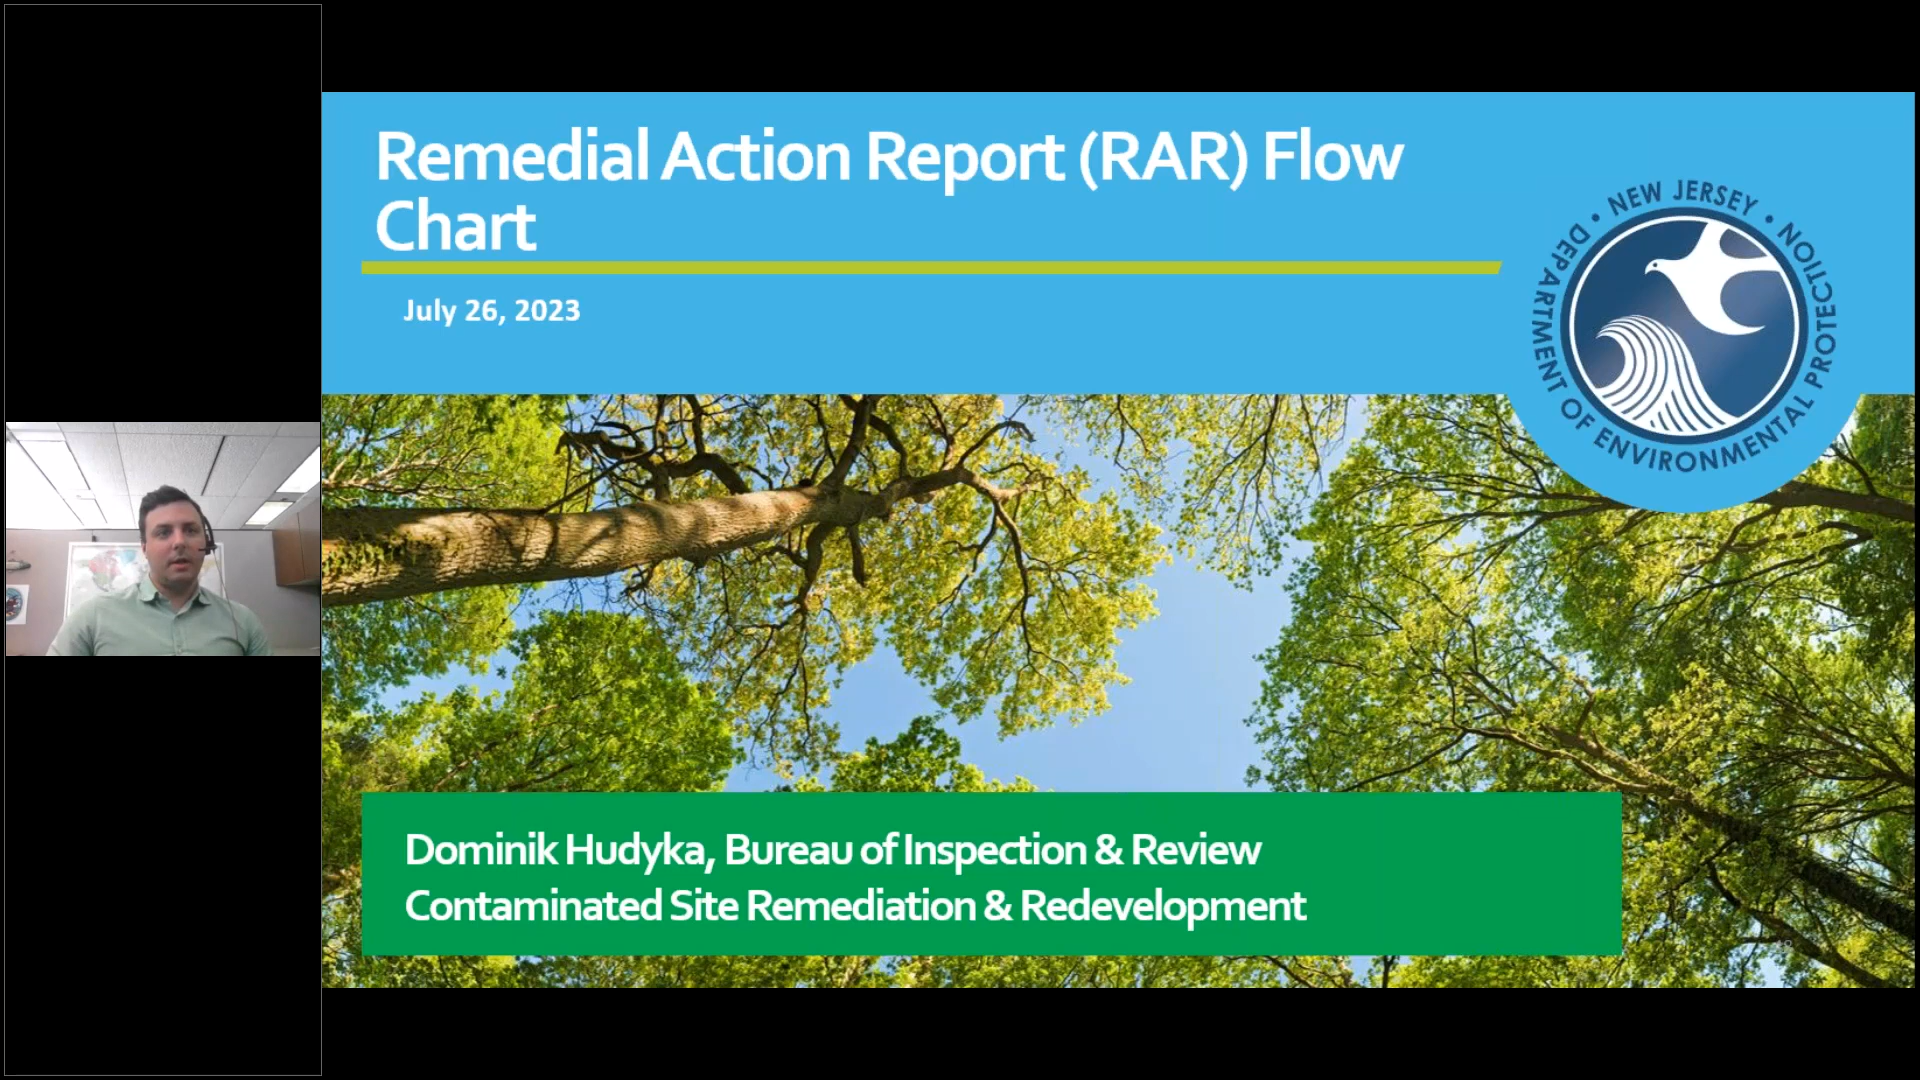 Remedial Action Report (RAR) Flow
Chart
July 26, 2023
• NEW JERSEY •
DEPARTMENT OF ENVIRONMENTAL PROTECTION
Dominik Hudyka, Bureau of Inspection & Review
Contaminated Site Remediation & Redevelopment